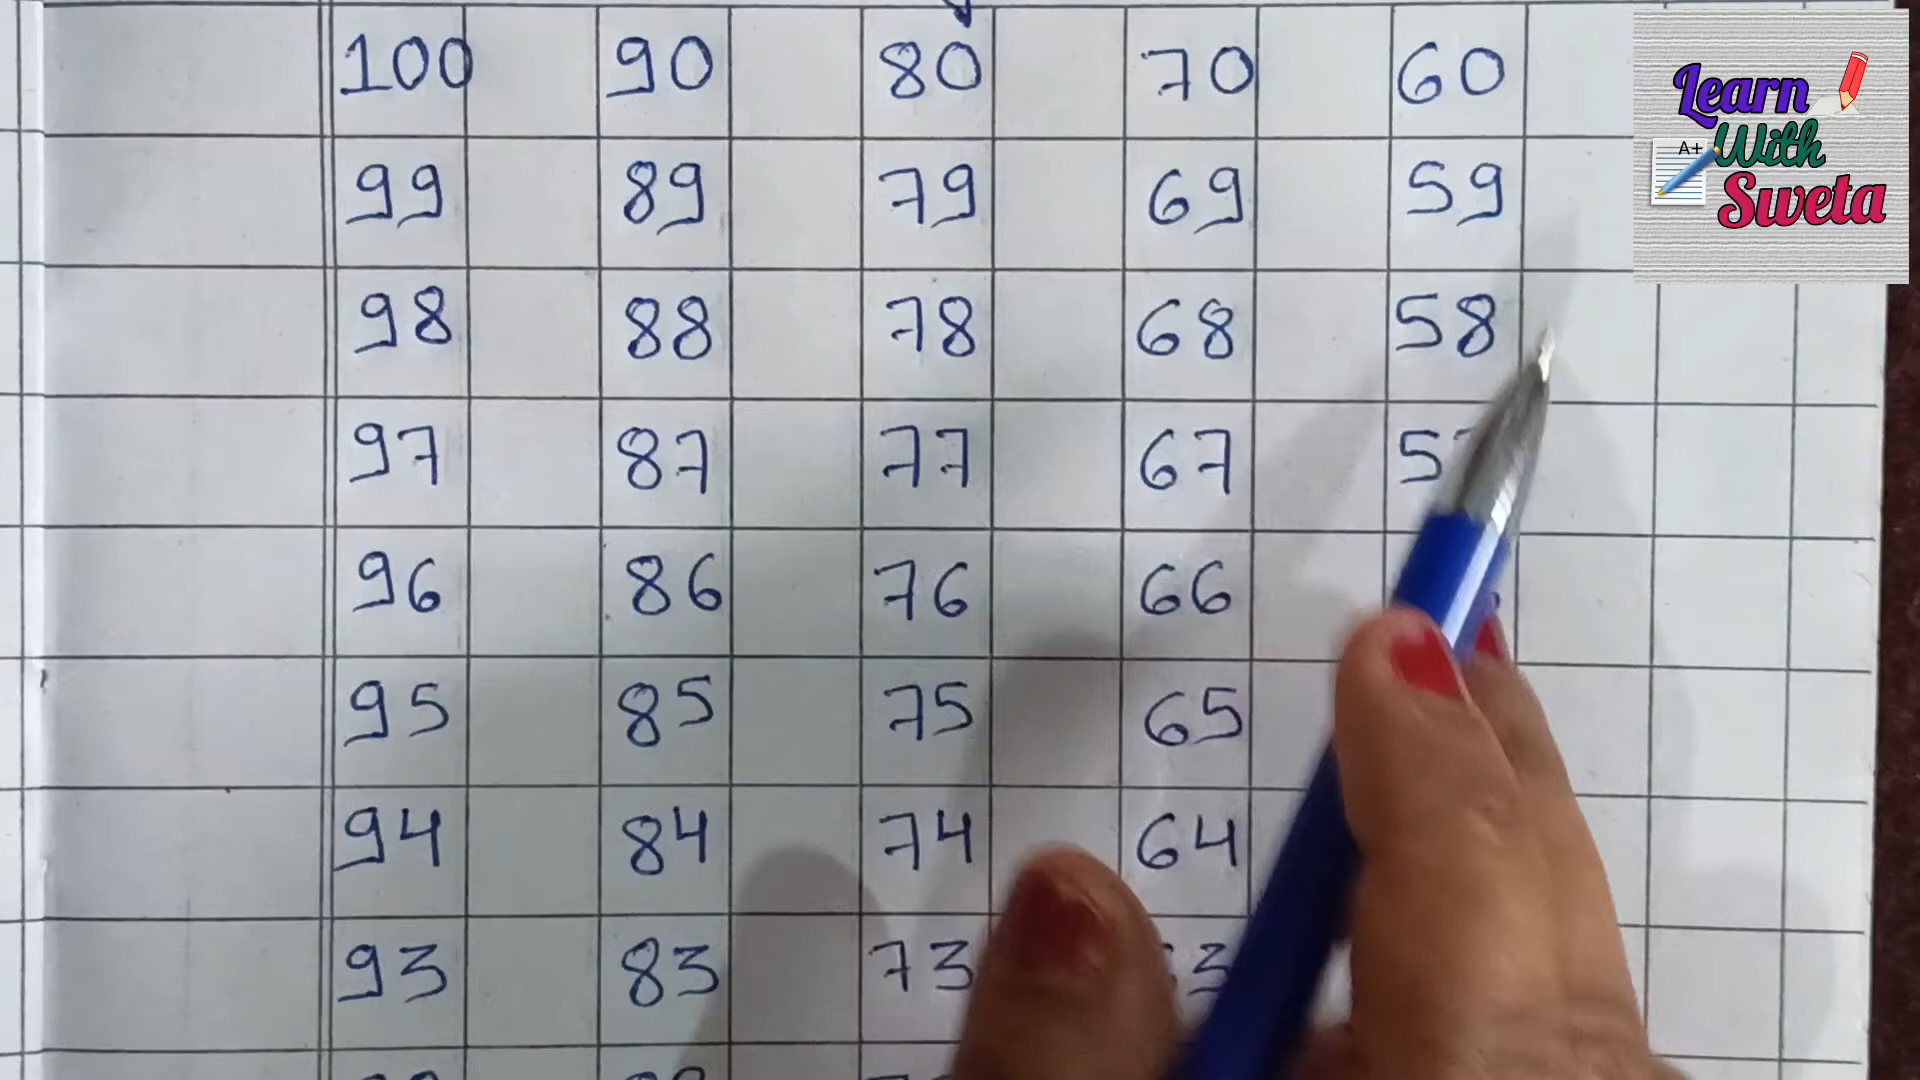 100 90 80 70 60
99 89 79 69 59
98 88 78 68 58
97 87 77 67
96 86 76 66
95 85 75 65
94 84 74 64
93 83 73
Learn
A+ With
Sweta